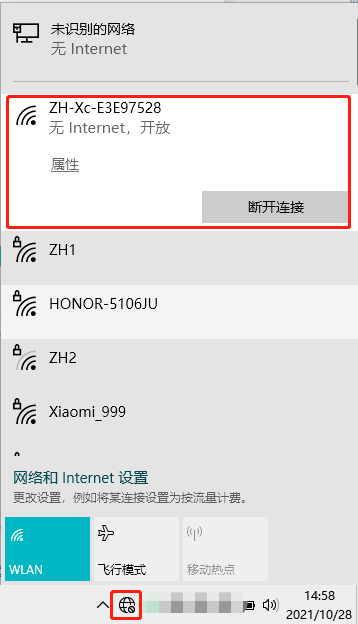 未识别的网络
无 Internet
ZH-Xc-E3E97528
无 Internet，开放
属性
断开连接
ZH1
HONOR-5106JU
ZH2
Xiaomi_999
网络和 Internet 设置
更改设置，例如将某连接设置为按流量计费。
WLAN
飞行模式
移动热点
14:58
2021/10/28